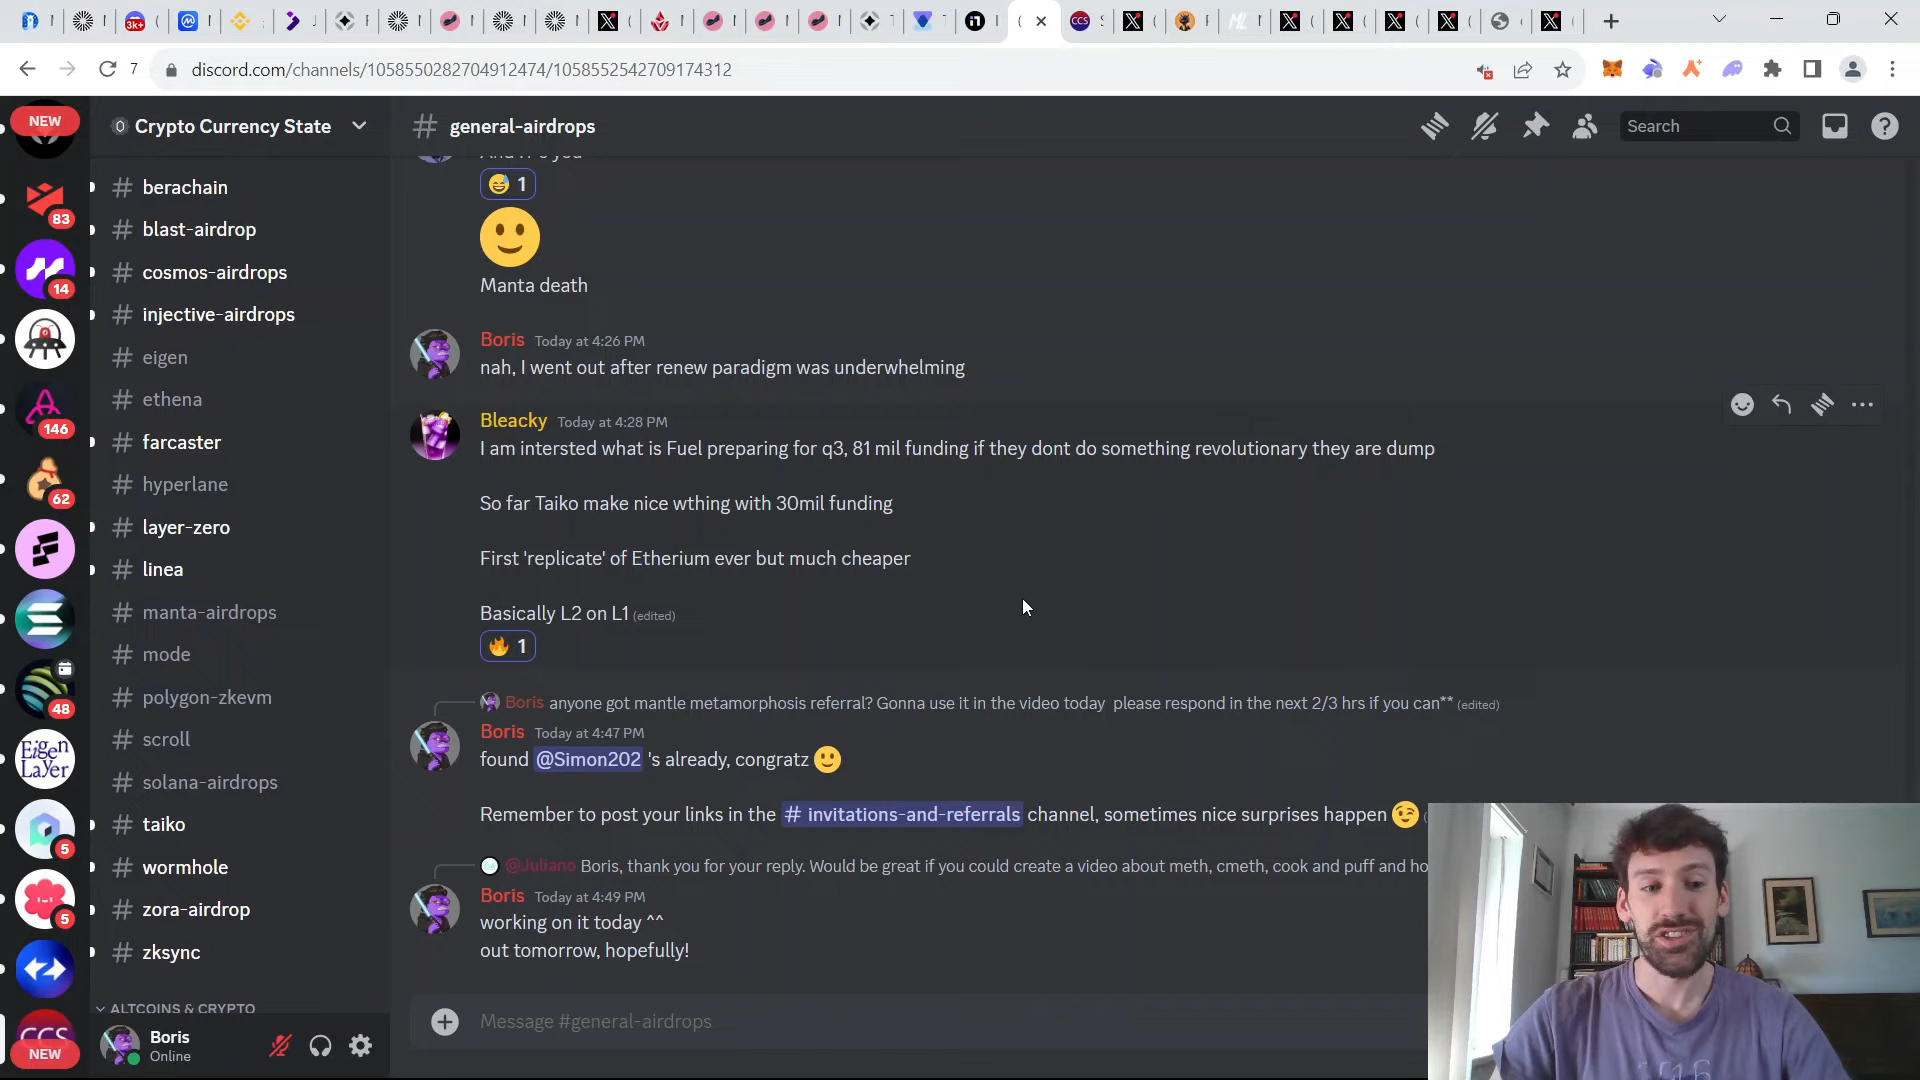 3k+
7
discord.com/channels/1058550282704912474/1058552542709174312
NEW
83
14
146
62
48
EigenLayer
5
5
CCS
NEW
Crypto Currency State
# berachain
# blast-airdrop
# cosmos-airdrops
# injective-airdrops
# eigen
# ethena
# farcaster
# hyperlane
# layer-zero
# linea
# manta-airdrops
# mode
# polygon-zkevm
# scroll
# solana-airdrops
# taiko
# wormhole
# zora-airdrop
# zksync
ALTCOINS & CRYPTO
Boris
Online
# general-airdrops
Search
😅 1
Manta death
Boris Today at 4:26 PM
nah, I went out after renew paradigm was underwhelming
Bleacky Today at 4:28 PM
I am intersted what is Fuel preparing for q3, 81 mil funding if they dont do something revolutionary they are dump
So far Taiko make nice wthing with 30mil funding
First 'replicate' of Etherium ever but much cheaper
Basically L2 on L1 (edited)
🔥 1
Boris anyone got mantle metamorphosis referral? Gonna use it in the video today please respond in the next 2/3 hrs if you can** (edited)
Boris Today at 4:47 PM
found @Simon202 's already, congratz 🙂
Remember to post your links in the # invitations-and-referrals channel, sometimes nice surprises happen 😉
@Juliano Boris, thank you for your reply. Would be great if you could create a video about meth, cmeth, cook and puff and ho
Boris Today at 4:49 PM
working on it today ^^
out tomorrow, hopefully!
Message #general-airdrops